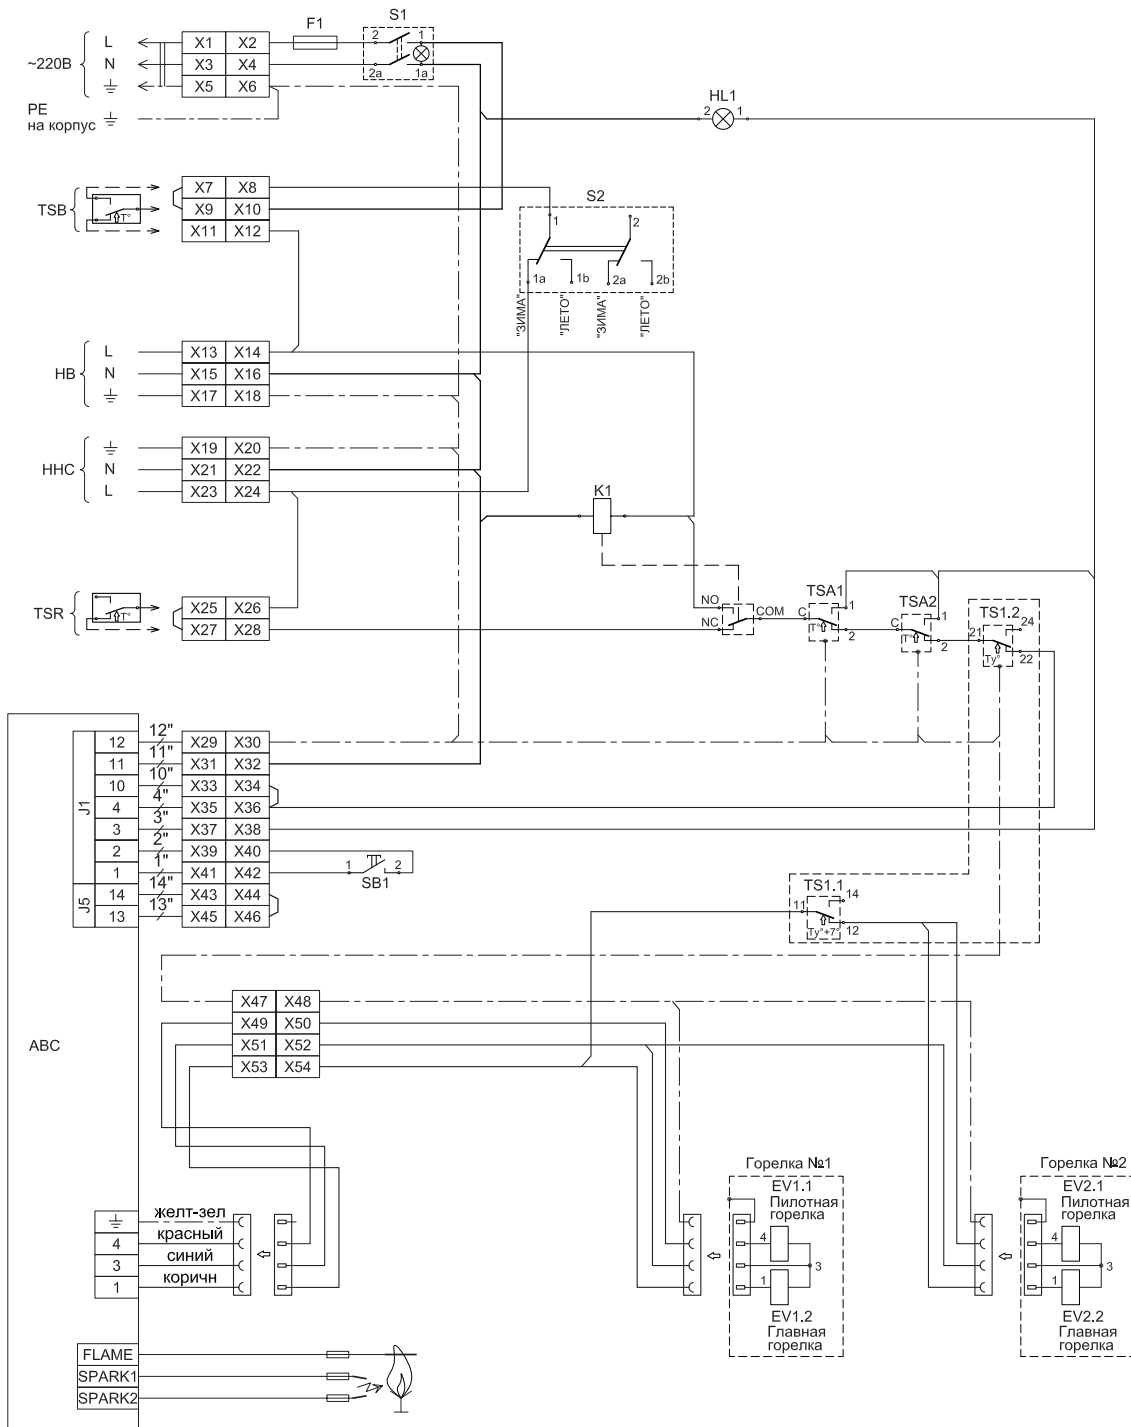 F1
S1
L
X1 X2
2 1
~220В
N
X3 X4
2a 1a
X5 X6
PE
на корпус
HL1
2 1
TSB
T°
X7 X8
X9 X10
X11 X12
S2
1 2
1a 1b 2a 2b
"ЗИМА" "ЛЕТО" "ЗИМА" "ЛЕТО"
НВ
L
X13 X14
N
X15 X16
X17 X18
ННС
X19 X20
N
X21 X22
L
X23 X24
K1
TSR
T°
X25 X26
X27 X28
NO
NC
COM
TSA1
C 1
T°
2
TSA2
C 1
T°
2
TS1.2
21 24
Ty°
22
J1
12 12" X29 X30
11 11" X31 X32
10 10" X33 X34
4 4" X35 X36
3 3" X37 X38
2 2" X39 X40
1 1" X41 X42
1 2
SB1
J5
14 14" X43 X44
13 13" X45 X46
TS1.1
11 14
Ty°+7°
12
X47 X48
X49 X50
X51 X52
X53 X54
ABC
желт-зел
4 красный
3 синий
1 коричн
Горелка №1
EV1.1
Пилотная
горелка
4
3
1
EV1.2
Главная
горелка
Горелка №2
EV2.1
Пилотная
горелка
4
3
1
EV2.2
Главная
горелка
FLAME
SPARK1
SPARK2